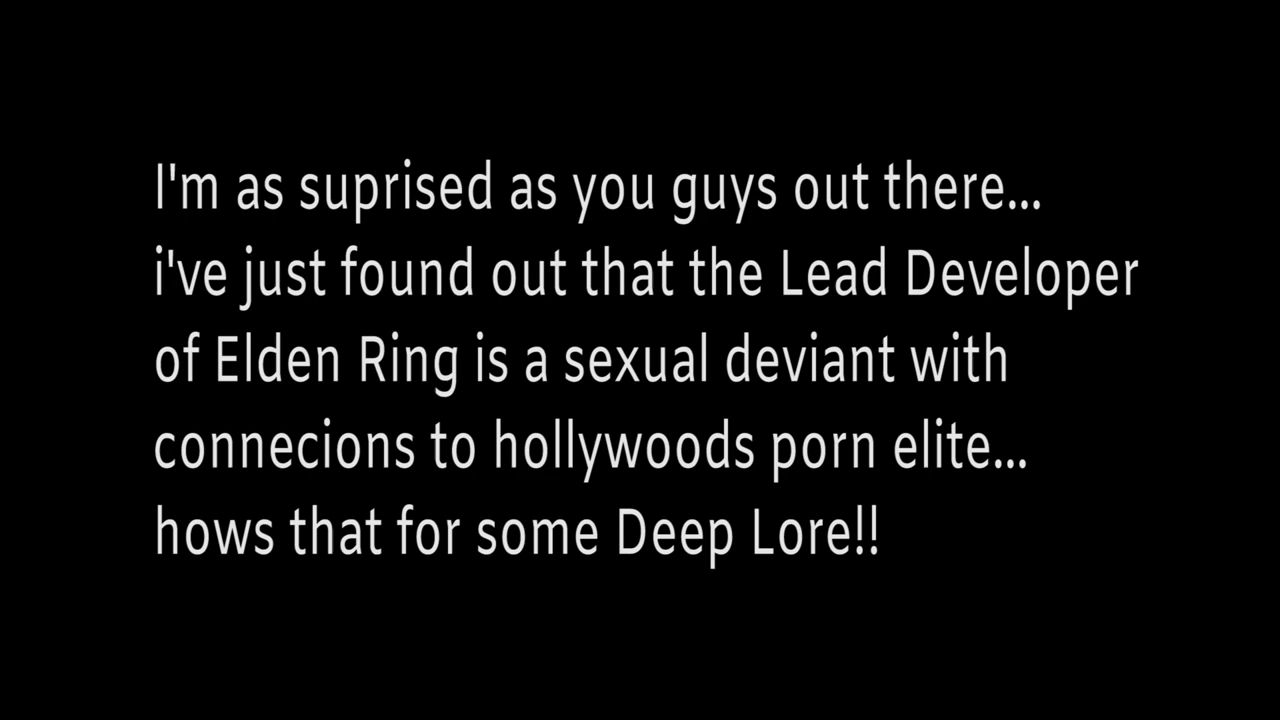 I'm as suprised as you guys out there...
i've just found out that the Lead Developer
of Elden Ring is a sexual deviant with
connecions to hollywoods porn elite...
hows that for some Deep Lore!!